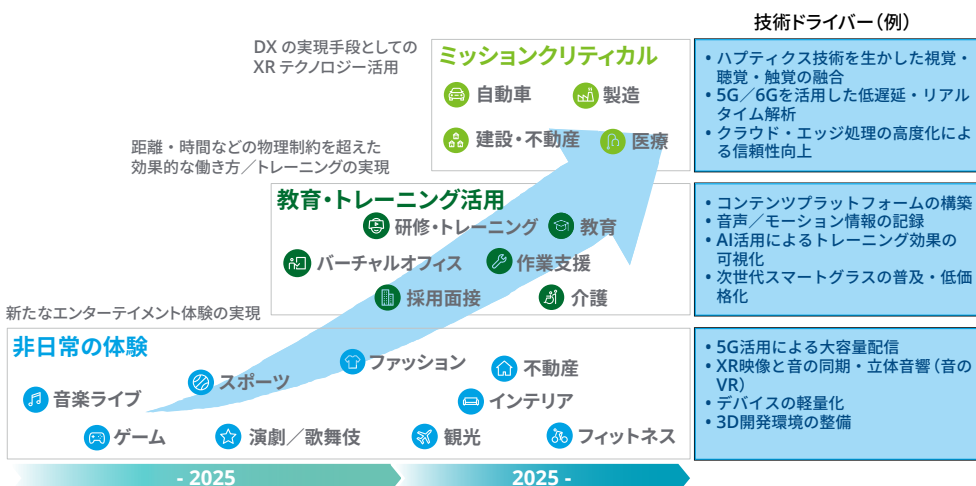 技術ドライバー（例）
DX の実現手段としての
XR テクノロジー活用
ミッションクリティカル
自動車
製造
建設・不動産
医療
• ハプティクス技術を生かした視覚・
聴覚・触覚の融合
• 5G／6Gを活用した低遅延・リアル
タイム解析
• クラウド・エッジ処理の高度化によ
る信頼性向上
距離・時間などの物理制約を超えた
効果的な働き方／トレーニングの実現
教育・トレーニング活用
研修・トレーニング
教育
バーチャルオフィス
作業支援
採用面接
介護
• コンテンツプラットフォームの構築
• 音声／モーション情報の記録
• AI活用によるトレーニング効果の
可視化
• 次世代スマートグラスの普及・低価
格化
新たなエンターテイメント体験の実現
非日常の体験
ファッション
不動産
スポーツ
音楽ライブ
インテリア
ゲーム
演劇／歌舞伎
観光
フィットネス
• 5G活用による大容量配信
• XR映像と音の同期・立体音響（音の
VR）
• デバイスの軽量化
• 3D開発環境の整備
- 2025
2025 -